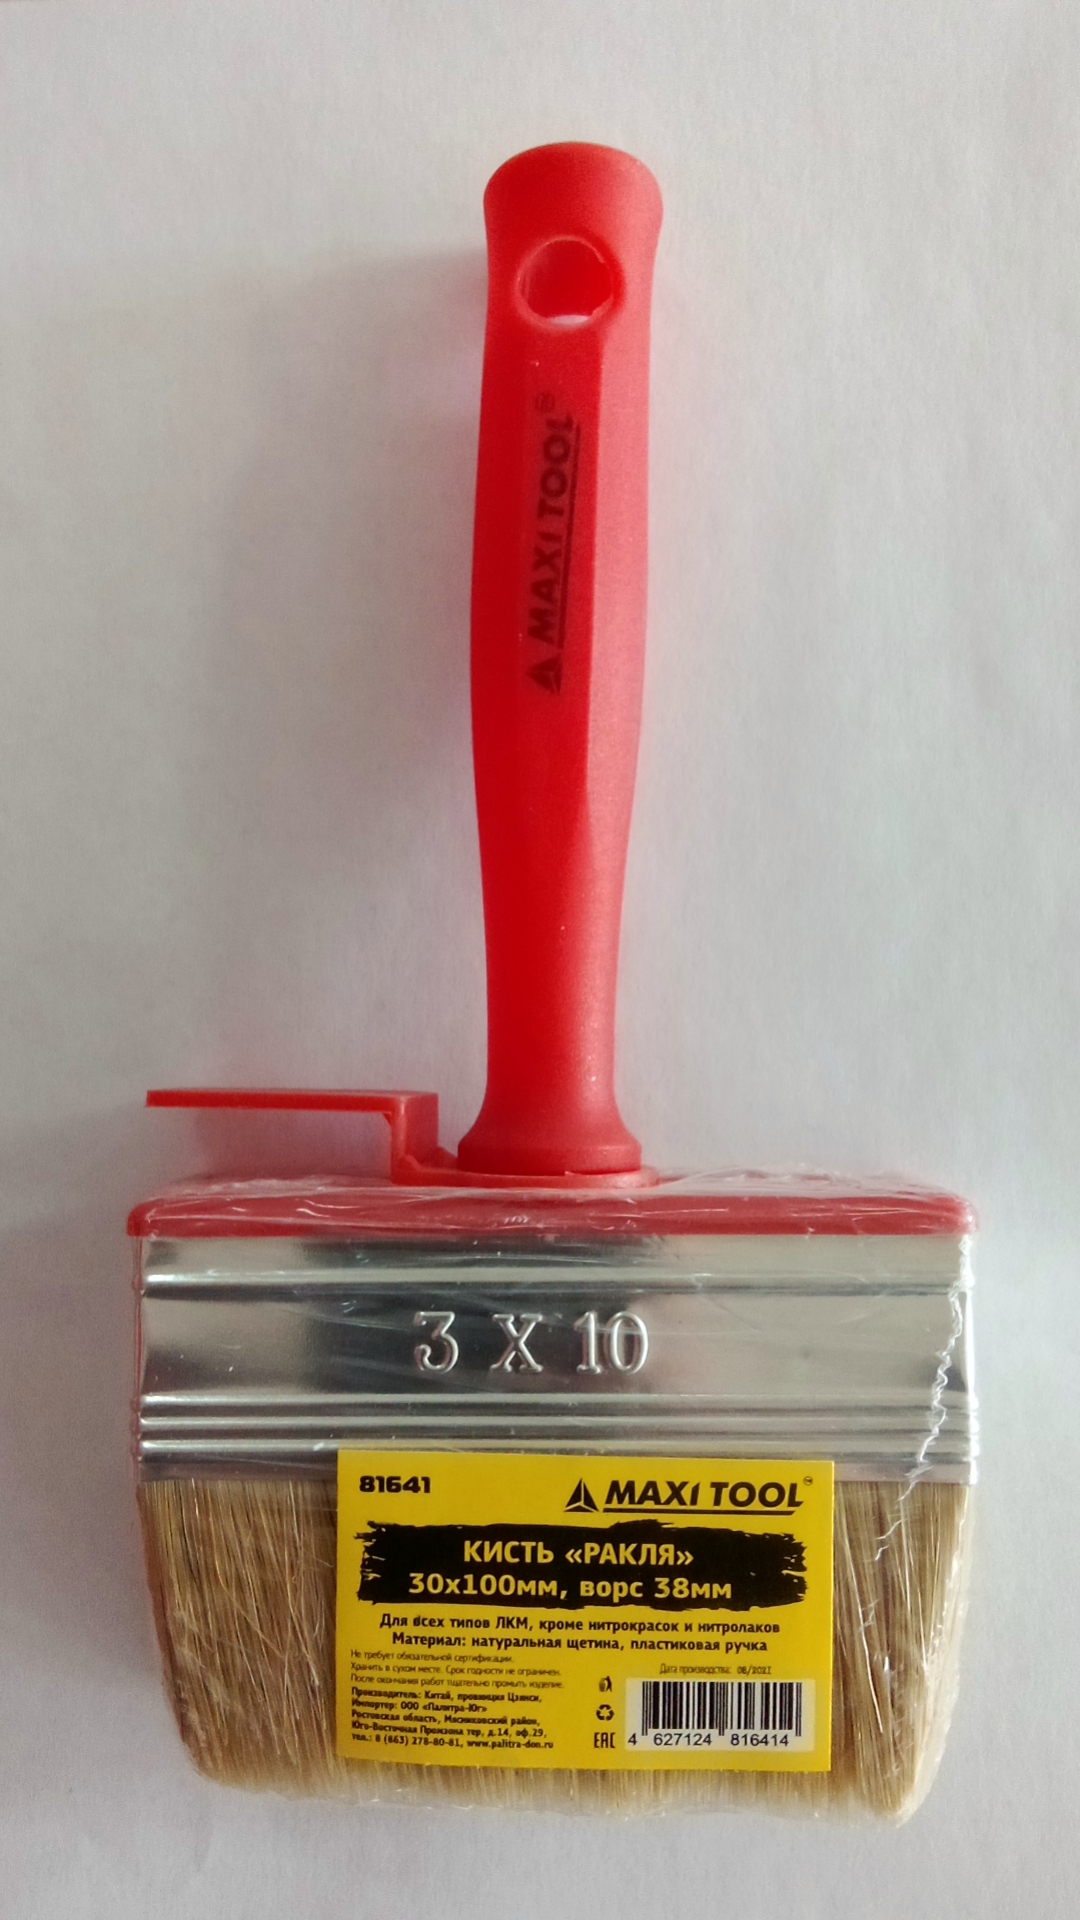 MAXI TOOL®
3 X 10
81641
MAXI TOOL™
КИСТЬ «РАКЛЯ»
30х100мм, ворс 38мм
Для всех типов ЛКМ, кроме нитрокрасок и нитролаков
Материал: натуральная щетина, пластиковая ручка
Не требует обязательной сертификации.
Хранить в сухом месте. Срок годности не ограничен.
После окончания работ тщательно промыть изделие.
Производитель: Китай, провинция Цзянси,
Импортер: ООО «Палитра-Юг»
Ростовская область, Мясниковский район,
Юго-Восточная Промзона тер, д.14, оф.29,
тел.: 8 (863) 278-80-81, www.palitra-don.ru
Дата производства: 08/2021
EAC
4 627124 816414